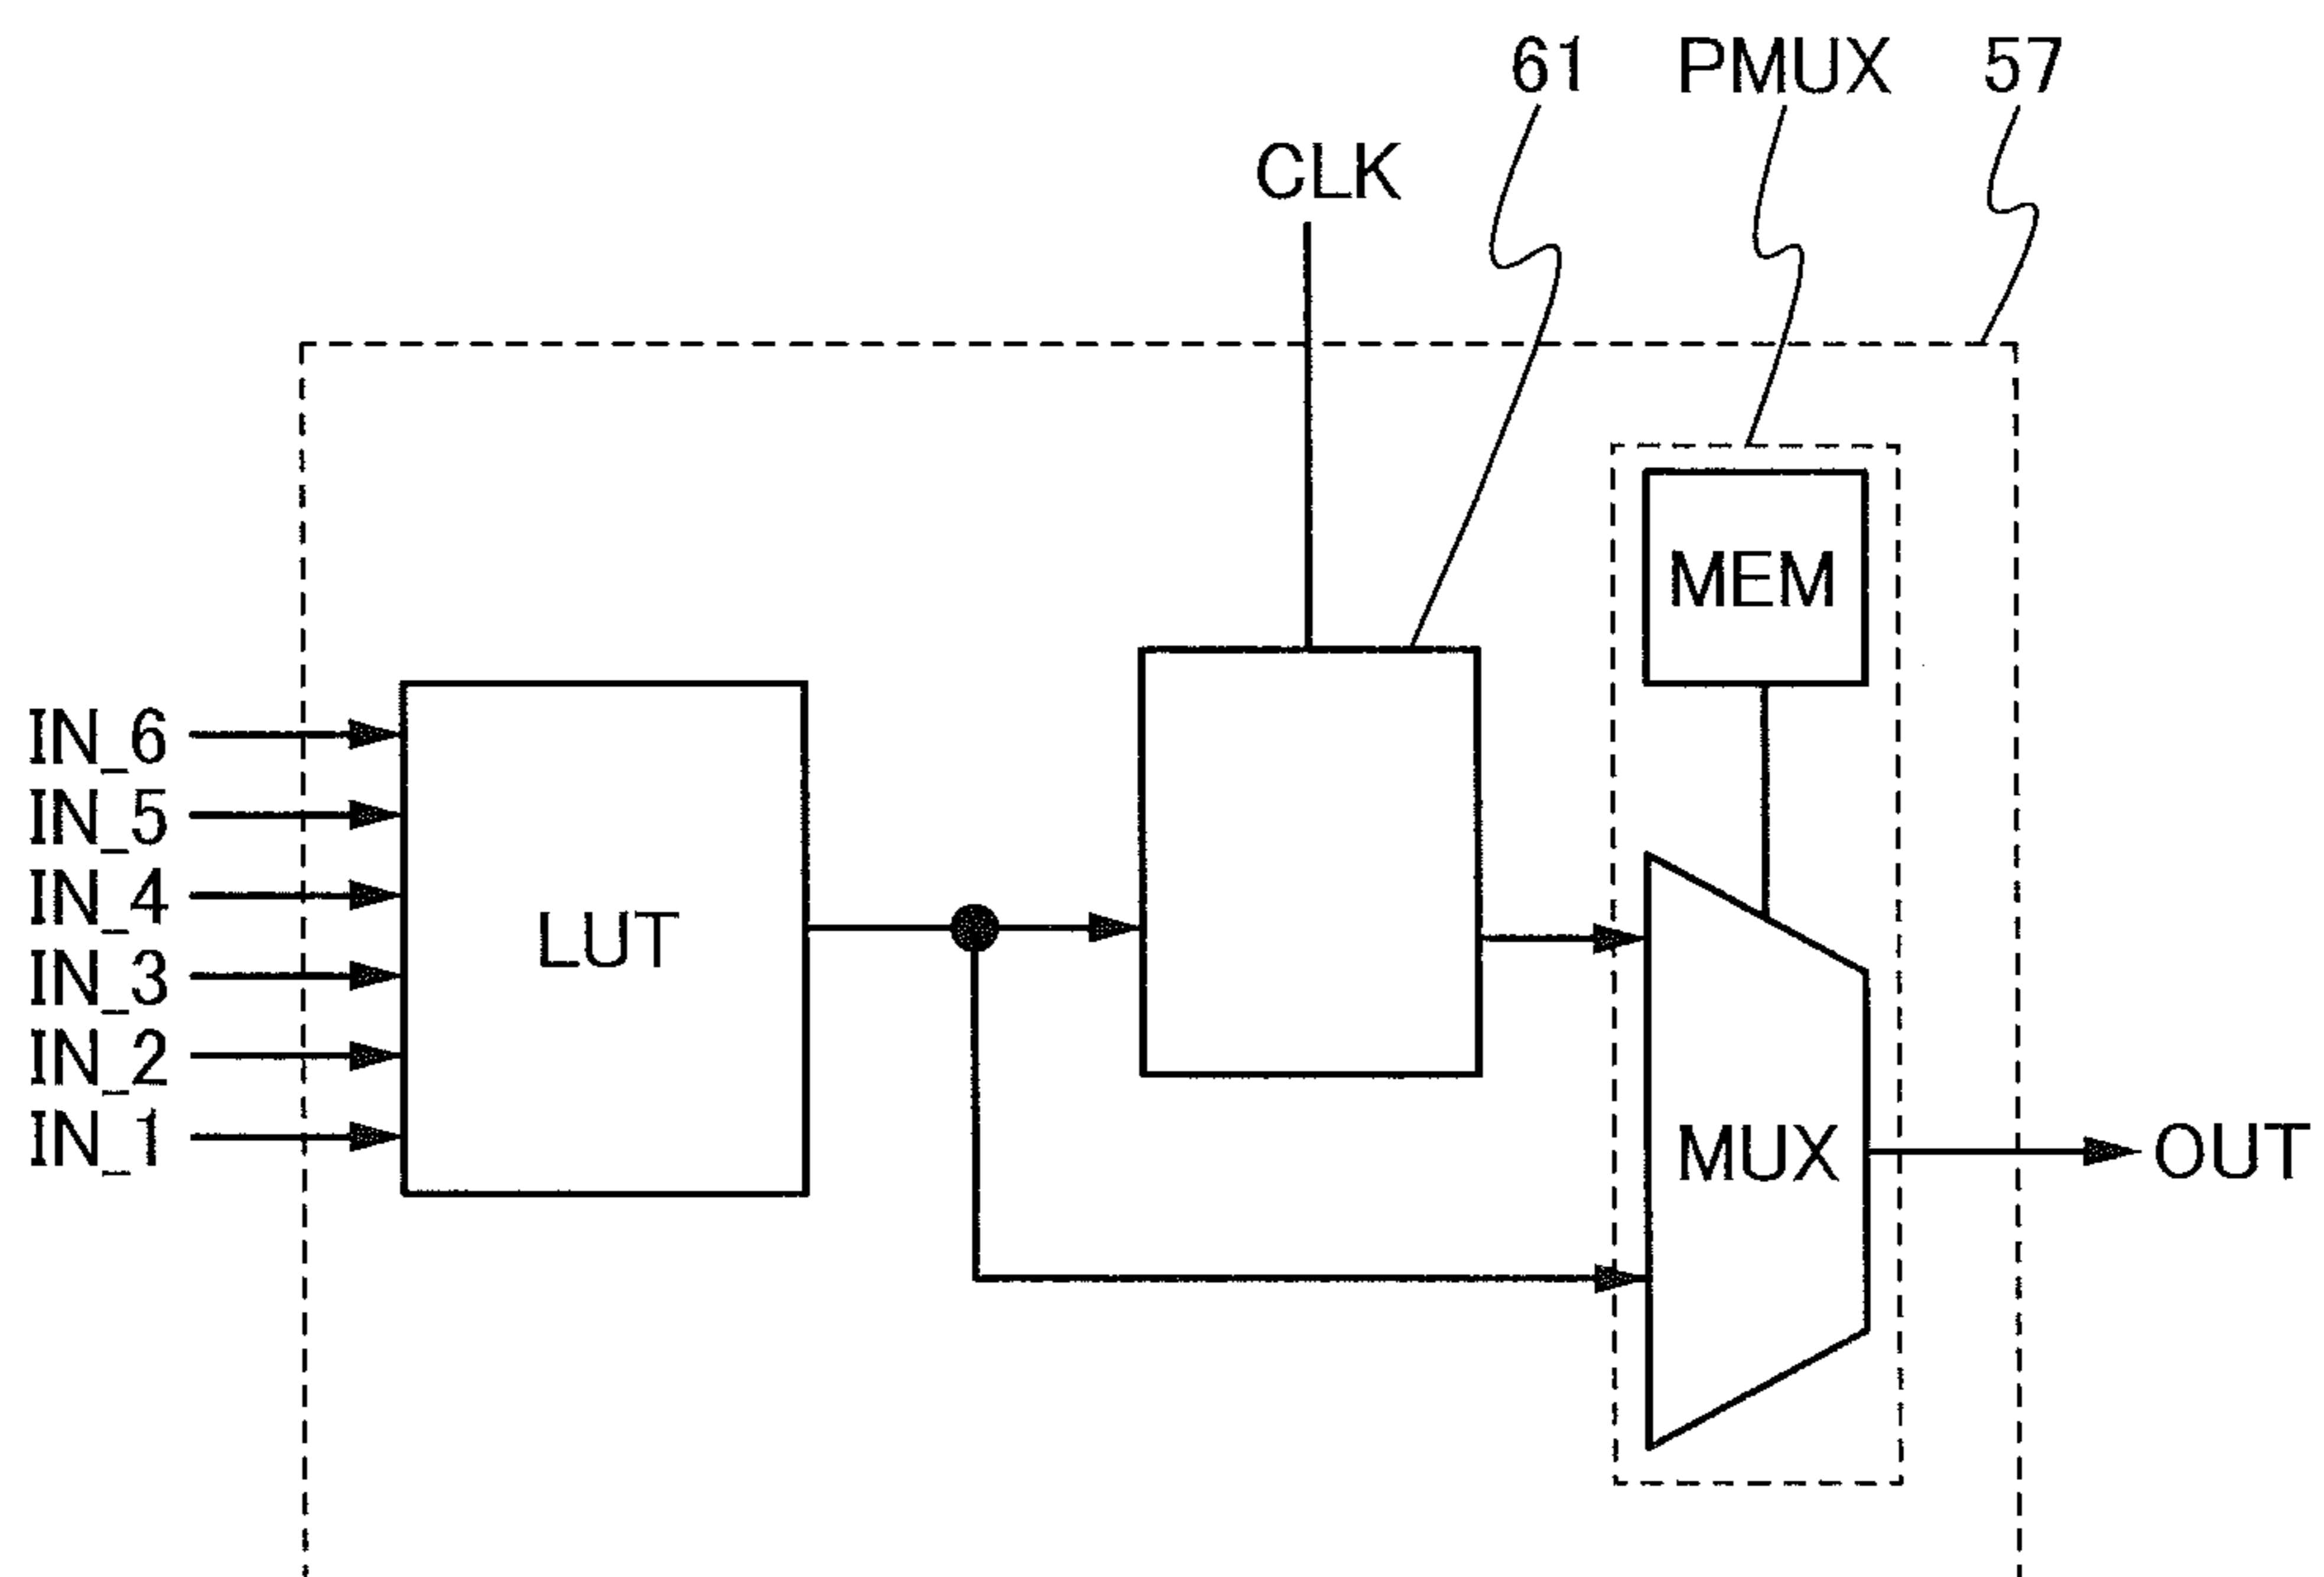 61 PMUX 57
CLK
MEM
IN_6
IN_5
IN_4
IN_3
IN_2
IN_1
LUT
MUX
OUT